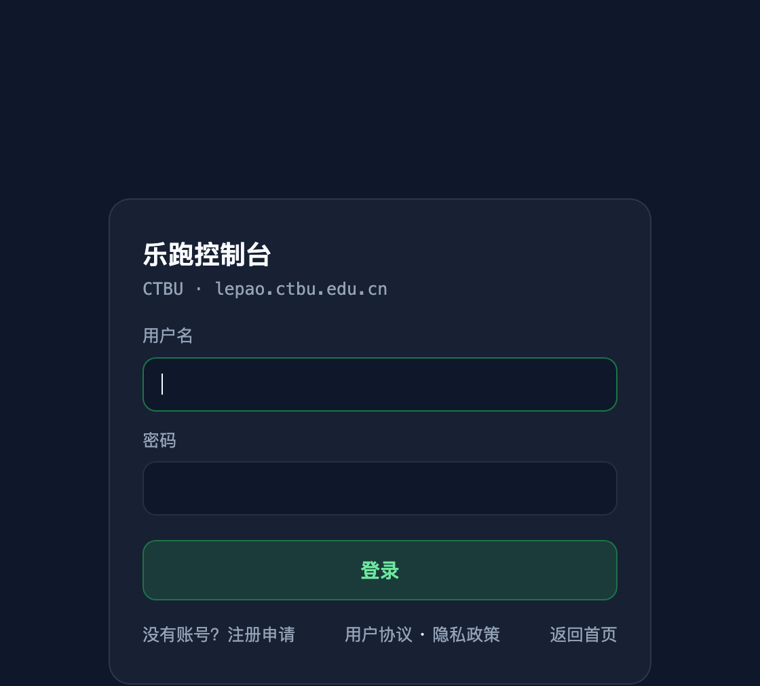 乐跑控制台
CTBU · lepao.ctbu.edu.cn
用户名
密码
登录
没有账号？注册申请 用户协议 · 隐私政策 返回首页